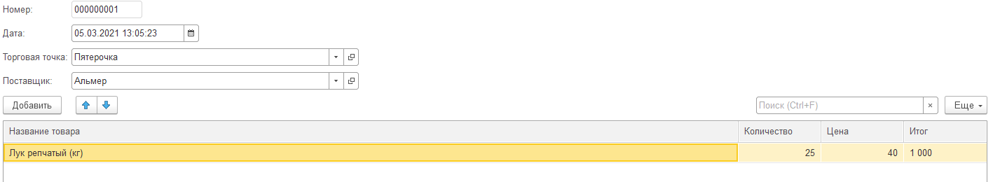 Номер: 000000001
Дата: 05.03.2021 13:05:23
Торговая точка: Пятерочка
Поставщик: Альмер
Добавить Поиск (Ctrl+F) × Еще
Название товара Количество Цена Итог
Лук репчатый (кг) 25 40 1 000